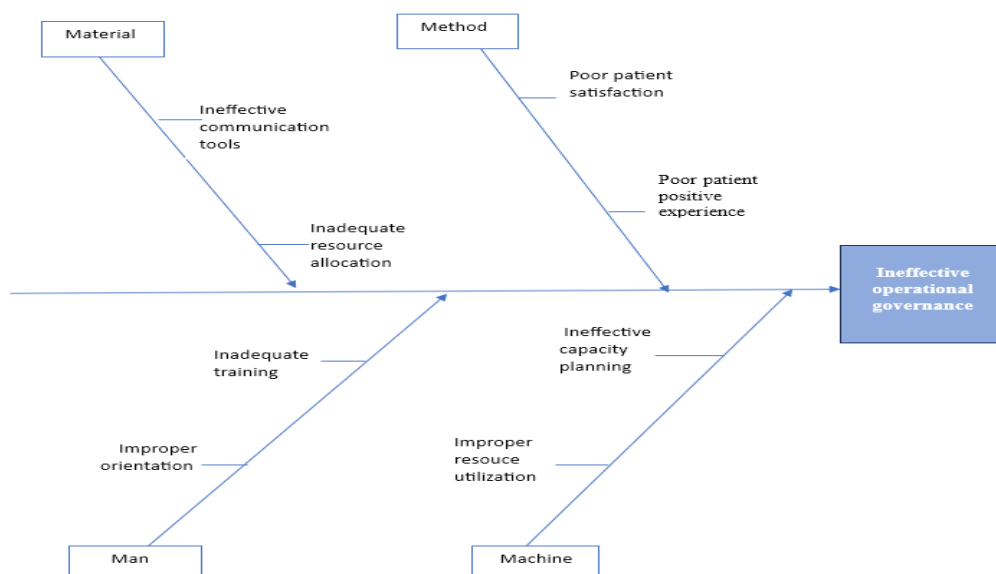 Material
Method
Ineffective
communication
tools
Poor patient
satisfaction
Inadequate
resource
allocation
Poor patient
positive
experience
Ineffective
operational
governance
Inadequate
training
Ineffective
capacity
planning
Improper
orientation
Improper
resouce
utilization
Man
Machine